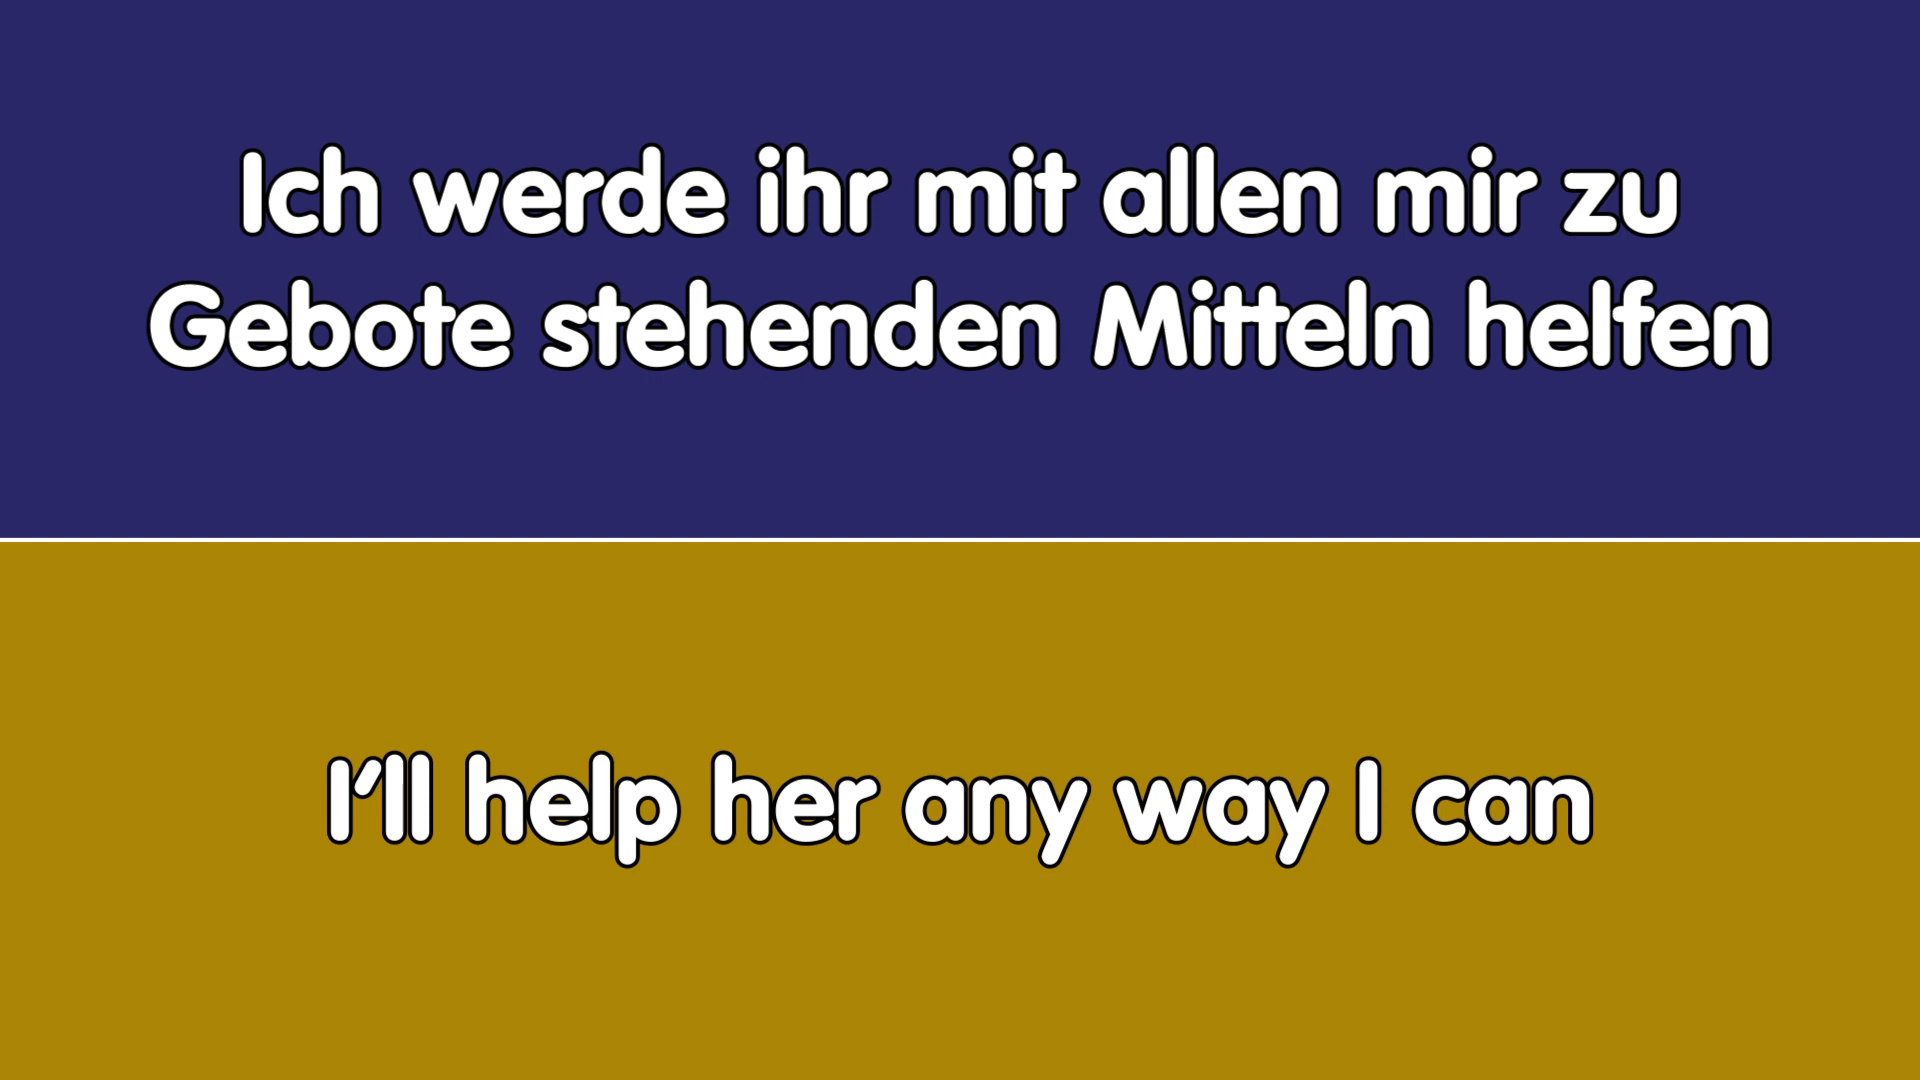 Ich werde ihr mit allen mir zu
Gebote stehenden Mitteln helfen
I'll help her any way I can